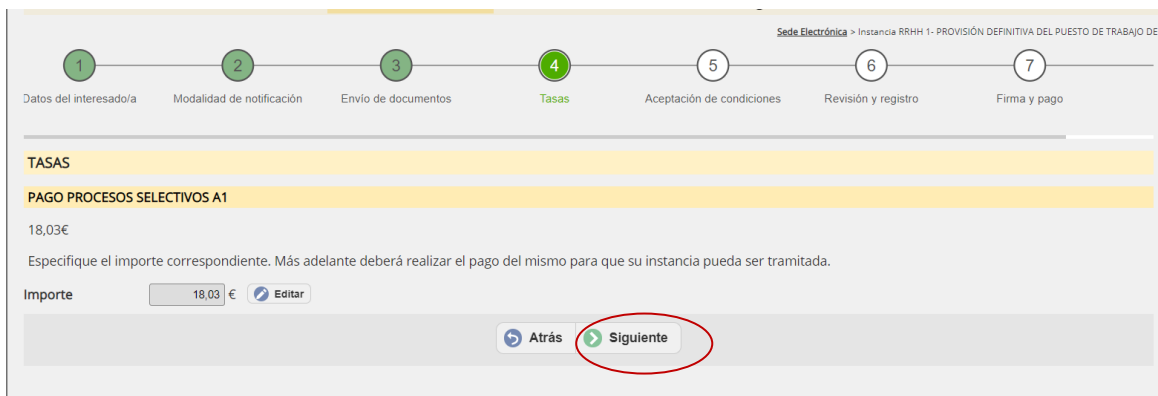 Sede Electrónica > Instancia RRHH 1- PROVISIÓN DEFINITIVA DEL PUESTO DE TRABAJO DE
1 2 3 4 5 6 7
Datos del interesado/a Modalidad de notificación Envío de documentos Tasas Aceptación de condiciones Revisión y registro Firma y pago
TASAS
PAGO PROCESOS SELECTIVOS A1
18,03€
Especifique el importe correspondiente. Más adelante deberá realizar el pago del mismo para que su instancia pueda ser tramitada.
Importe 18,03 € Editar
Atrás Siguiente